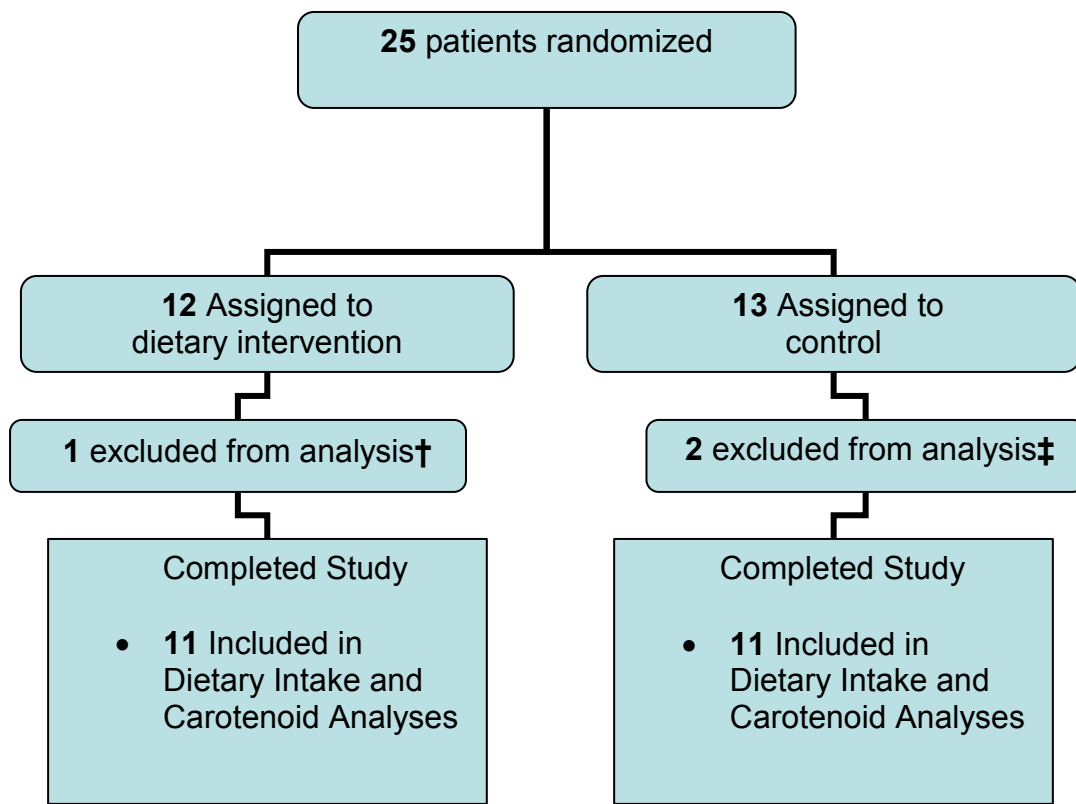 25 patients randomized
12 Assigned to
dietary intervention
13 Assigned to
control
1 excluded from analysis†
2 excluded from analysis‡
Completed Study
• 11 Included in
Dietary Intake and
Carotenoid Analyses
Completed Study
• 11 Included in
Dietary Intake and
Carotenoid Analyses